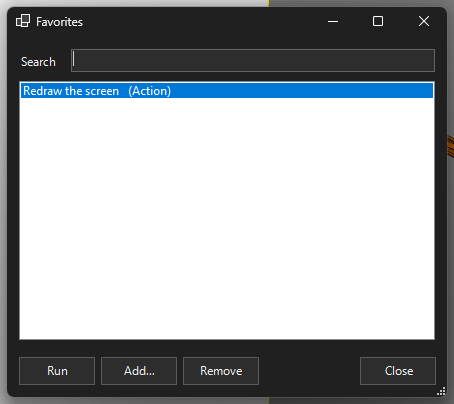 Favorites
Search
Redraw the screen (Action)
Run Add... Remove Close